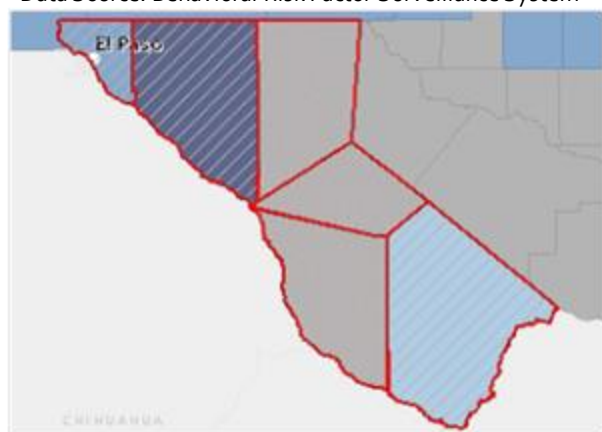 Data Source: Behavioral Risk Factor Surveillance System
El Paso
CHIHUAHUA